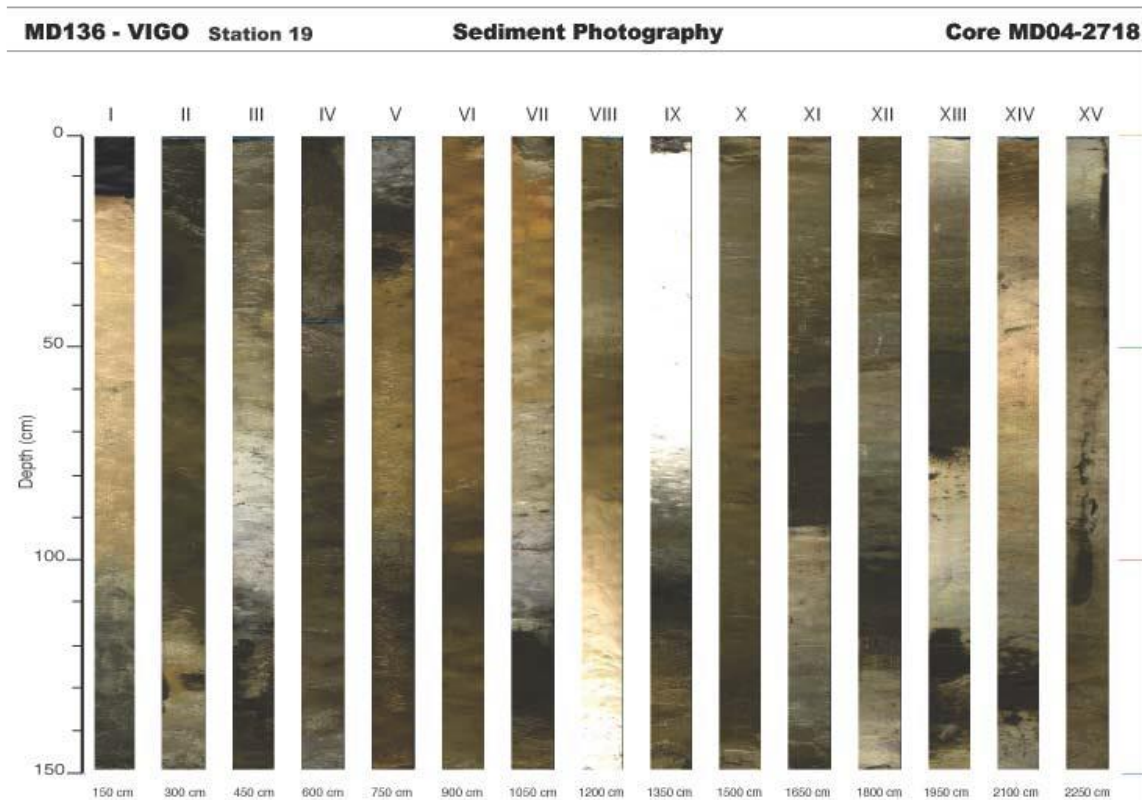 MD136 - VIGO Station 19 Sediment Photography Core MD04-2718
I II III IV V VI VII VIII IX X XI XII XIII XIV XV
0
50
100
150
Depth (cm)
150 cm 300 cm 450 cm 600 cm 750 cm 900 cm 1050 cm 1200 cm 1350 cm 1500 cm 1650 cm 1800 cm 1950 cm 2100 cm 2250 cm